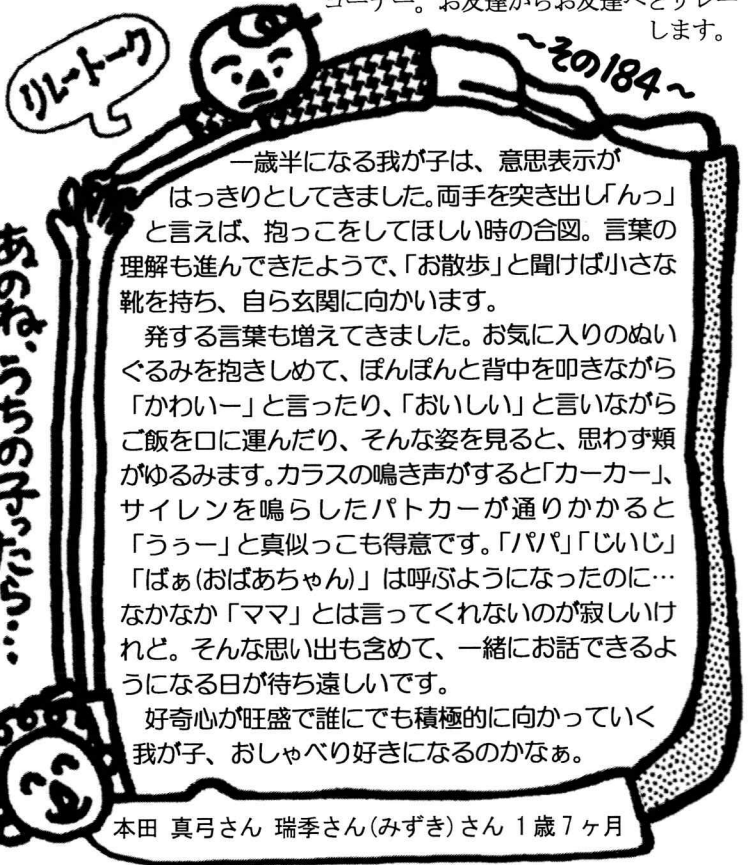 コーナー。お友達からお友達へとリレー
します。
リレートーク
～その184～
あのね、うちの子ったら…
一歳半になる我が子は、意思表示が
はっきりとしてきました。両手を突き出し「んっ」
と言えば、抱っこをしてほしい時の合図。言葉の
理解も進んできたようで、「お散歩」と聞けば小さな
靴を持ち、自ら玄関に向かいます。
発する言葉も増えてきました。お気に入りのぬい
ぐるみを抱きしめて、ぽんぽんと背中を叩きながら
「かわいー」と言ったり、「おいしい」と言いながら
ご飯を口に運んだり、そんな姿を見ると、思わず頬
がゆるみます。カラスの鳴き声がすると「カーカー」、
サイレンを鳴らしたパトカーが通りかかると
「うぅー」と真似っこも得意です。「パパ」「じいじ」
「ばぁ(おばあちゃん)」は呼ぶようになったのに…
なかなか「ママ」とは言ってくれないのが寂しいけ
れど。そんな思い出も含めて、一緒にお話できるよ
うになる日が待ち遠しいです。
好奇心が旺盛で誰にでも積極的に向かっていく
我が子、おしゃべり好きになるのかなぁ。
本田 真弓さん 瑞季さん(みずき)さん 1歳7ヶ月